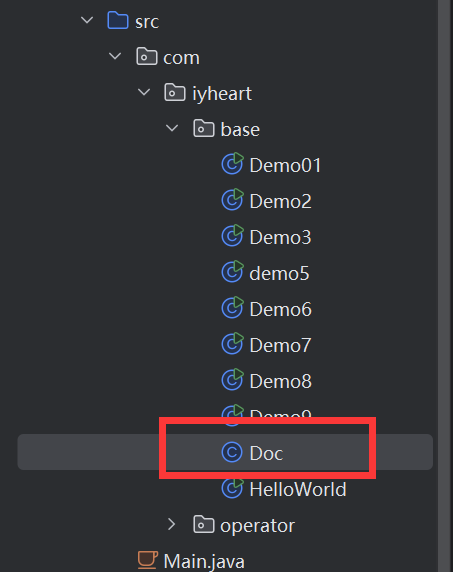 src
com
iyheart
base
Demo01
Demo2
Demo3
demo5
Demo6
Demo7
Demo8
Demo9
Doc
HelloWorld
operator
Main.java